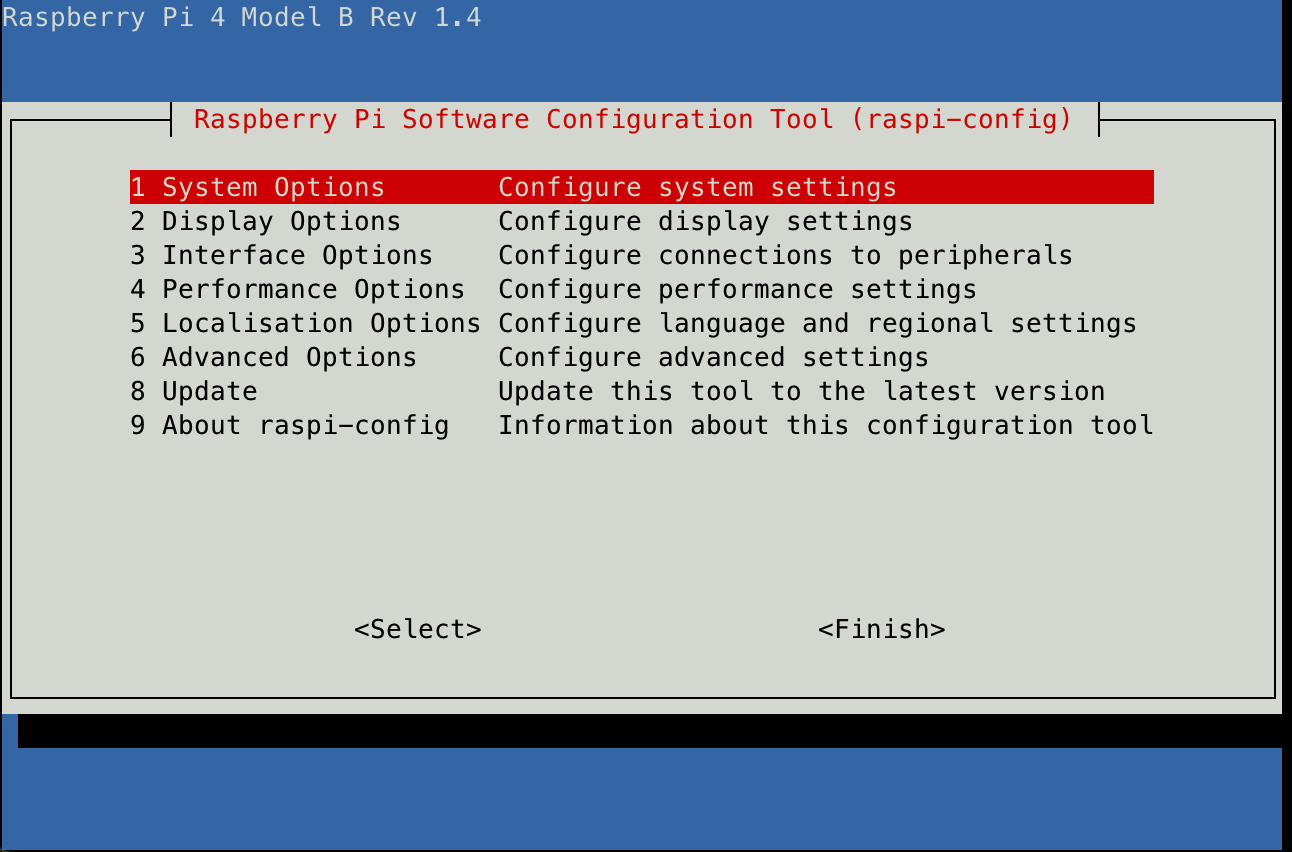 Raspberry Pi 4 Model B Rev 1.4
Raspberry Pi Software Configuration Tool (raspi-config)
1 System Options Configure system settings
2 Display Options Configure display settings
3 Interface Options Configure connections to peripherals
4 Performance Options Configure performance settings
5 Localisation Options Configure language and regional settings
6 Advanced Options Configure advanced settings
8 Update Update this tool to the latest version
9 About raspi-config Information about this configuration tool
<Select> <Finish>